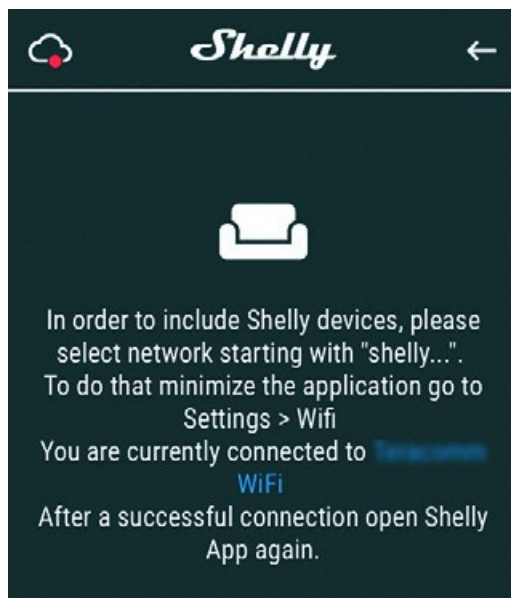 Shelly
In order to include Shelly devices, please
select network starting with "shelly...".
To do that minimize the application go to
Settings > Wifi
You are currently connected to
WiFi
After a successful connection open Shelly
App again.